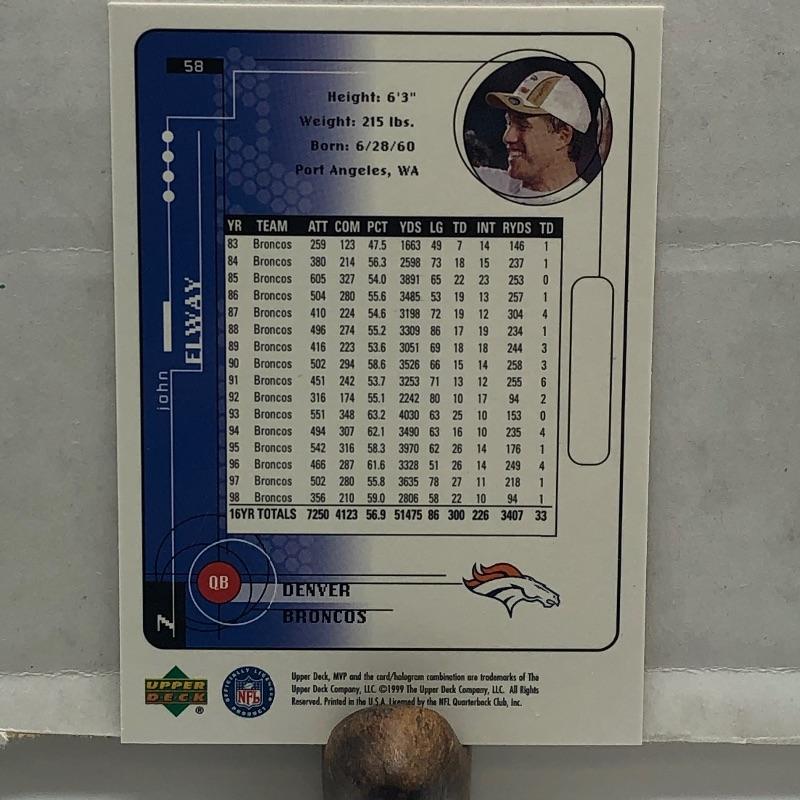 58
Height: 6'3"
Weight: 215 lbs.
Born: 6/28/60
Port Angeles, WA
john ELWAY
YR TEAM ATT COM PCT YDS LG TD INT RYDS TD
83 Broncos 259 123 47.5 1663 49 7 14 146 1
84 Broncos 380 214 56.3 2598 73 18 15 237 1
85 Broncos 605 327 54.0 3891 65 22 23 253 0
86 Broncos 504 280 55.6 3485 53 19 13 257 1
87 Broncos 410 224 54.6 3198 72 19 12 304 4
88 Broncos 496 274 55.2 3309 86 17 19 234 1
89 Broncos 416 223 53.6 3051 69 18 18 244 3
90 Broncos 502 294 58.6 3526 66 15 14 258 3
91 Broncos 451 242 53.7 3253 71 13 12 255 6
92 Broncos 316 174 55.1 2242 80 10 17 94 2
93 Broncos 551 348 63.2 4030 63 25 10 153 0
94 Broncos 494 307 62.1 3490 63 16 10 235 4
95 Broncos 542 316 58.3 3970 62 26 14 176 1
96 Broncos 466 287 61.6 3328 51 26 14 249 4
97 Broncos 502 280 55.8 3635 78 27 11 218 1
98 Broncos 356 210 59.0 2806 58 22 10 94 1
16YR TOTALS 7250 4123 56.9 51475 86 300 226 3407 33
QB
7
DENVER
BRONCOS
UPPER
DECK
®
OFFICIALLY LICENSED
NFL
PRODUCT
Upper Deck, MVP and the card/hologram combination are trademarks of The
Upper Deck Company, LLC. ©1999 The Upper Deck Company, LLC. All Rights
Reserved. Printed in the U.S.A. Licensed by the NFL Quarterback Club, Inc.